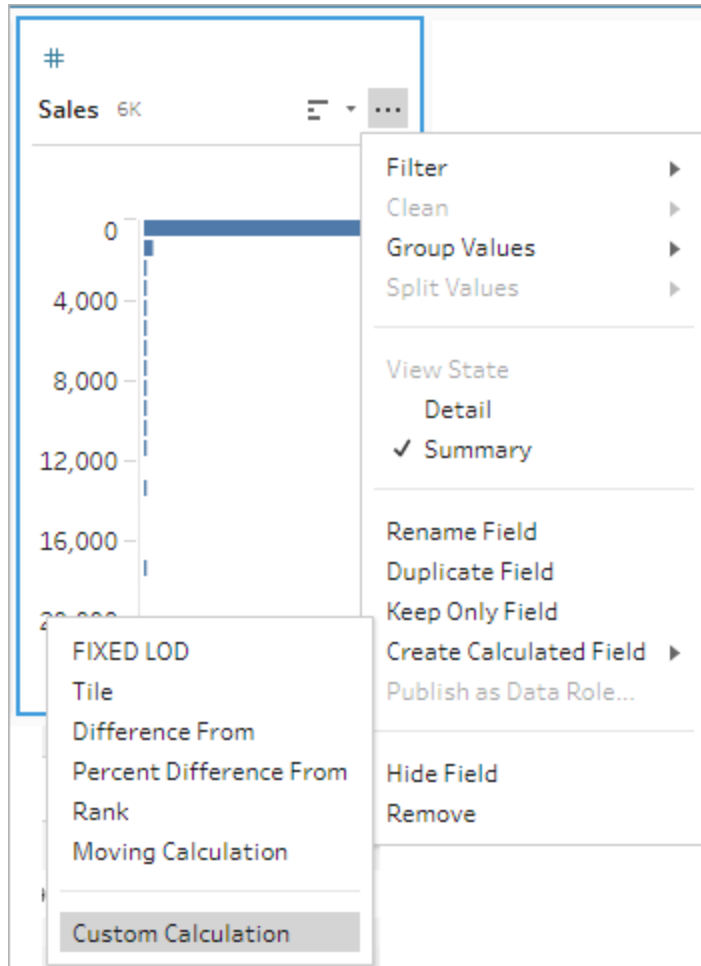 #
Sales 6K
0
4,000
8,000
12,000
16,000
Filter
Clean
Group Values
Split Values
View State
Detail
Summary
Rename Field
Duplicate Field
Keep Only Field
Create Calculated Field
Publish as Data Role...
Hide Field
Remove
FIXED LOD
Tile
Difference From
Percent Difference From
Rank
Moving Calculation
Custom Calculation